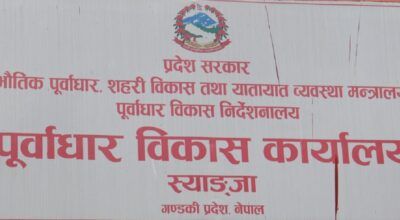 प्रदेश सरकार
भौतिक पूर्वाधार, शहरी विकास तथा यातायात व्यवस्था मन्त्रालय
पूर्वाधार विकास निर्देशनालय
पूर्वाधार विकास कार्यालय
स्याङ्जा
गण्डकी प्रदेश, नेपाल